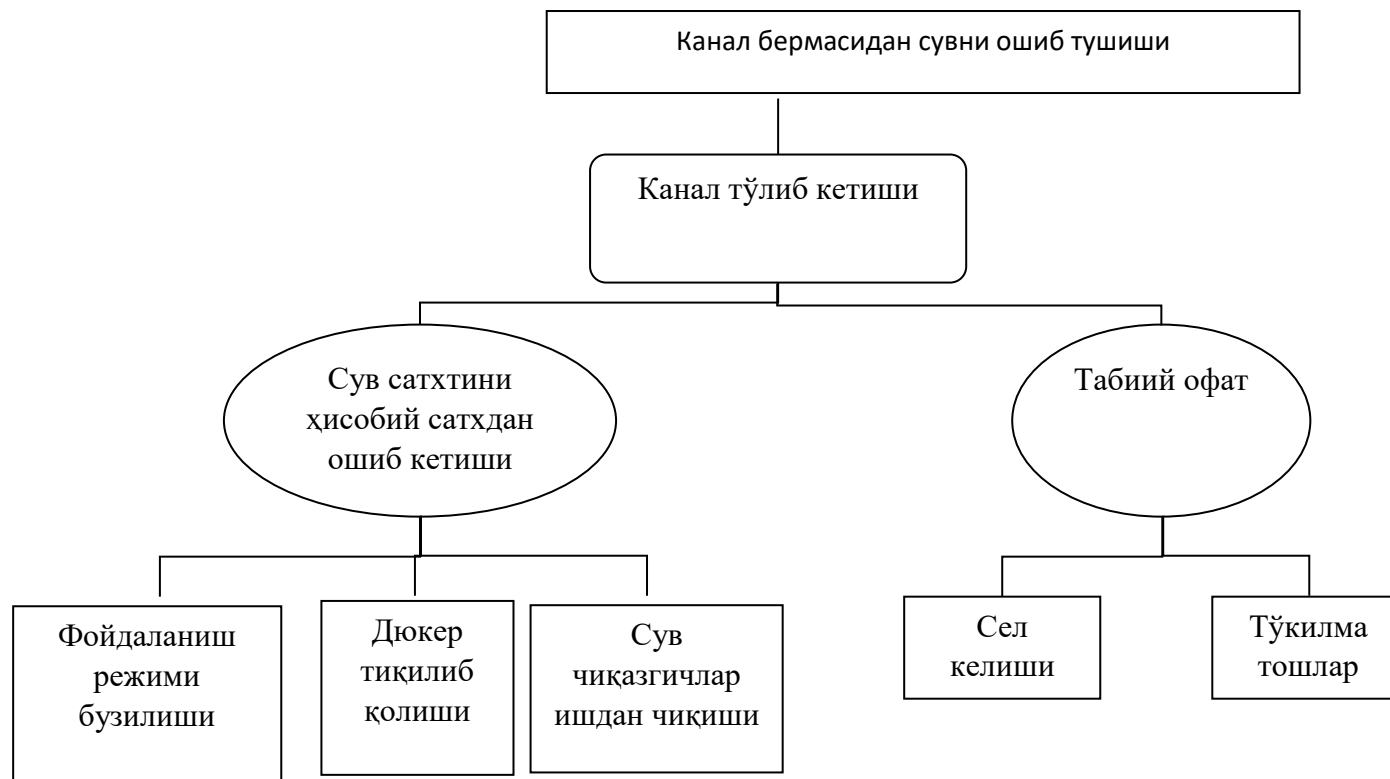 Канал бермасидан сувни ошиб тушиши
Канал тўлиб кетиши
Сув сатхтини
ҳисобий сатхдан
ошиб кетиши
Табиий офат
Фойдаланиш
режими
бузилиши
Дюкер
тиқилиб
қолиши
Сув
чиқазгичлар
ишдан чиқиши
Сел
келиши
Тўкилма
тошлар